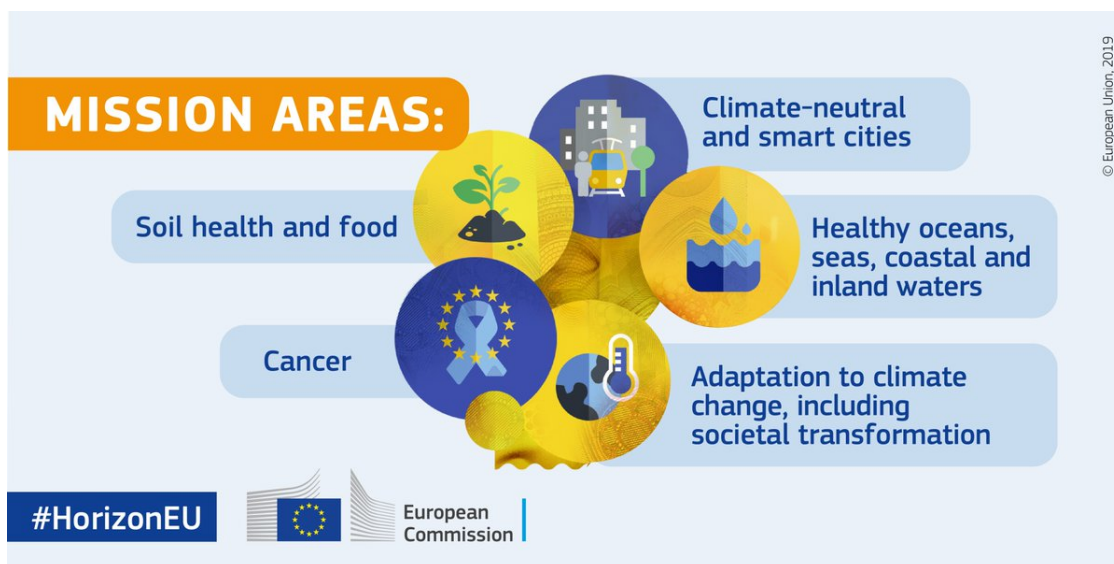 MISSION AREAS:
Climate-neutral
and smart cities
Soil health and food
Healthy oceans,
seas, coastal and
inland waters
Cancer
Adaptation to climate
change, including
societal transformation
#HorizonEU
European
Commission
© European Union, 2019